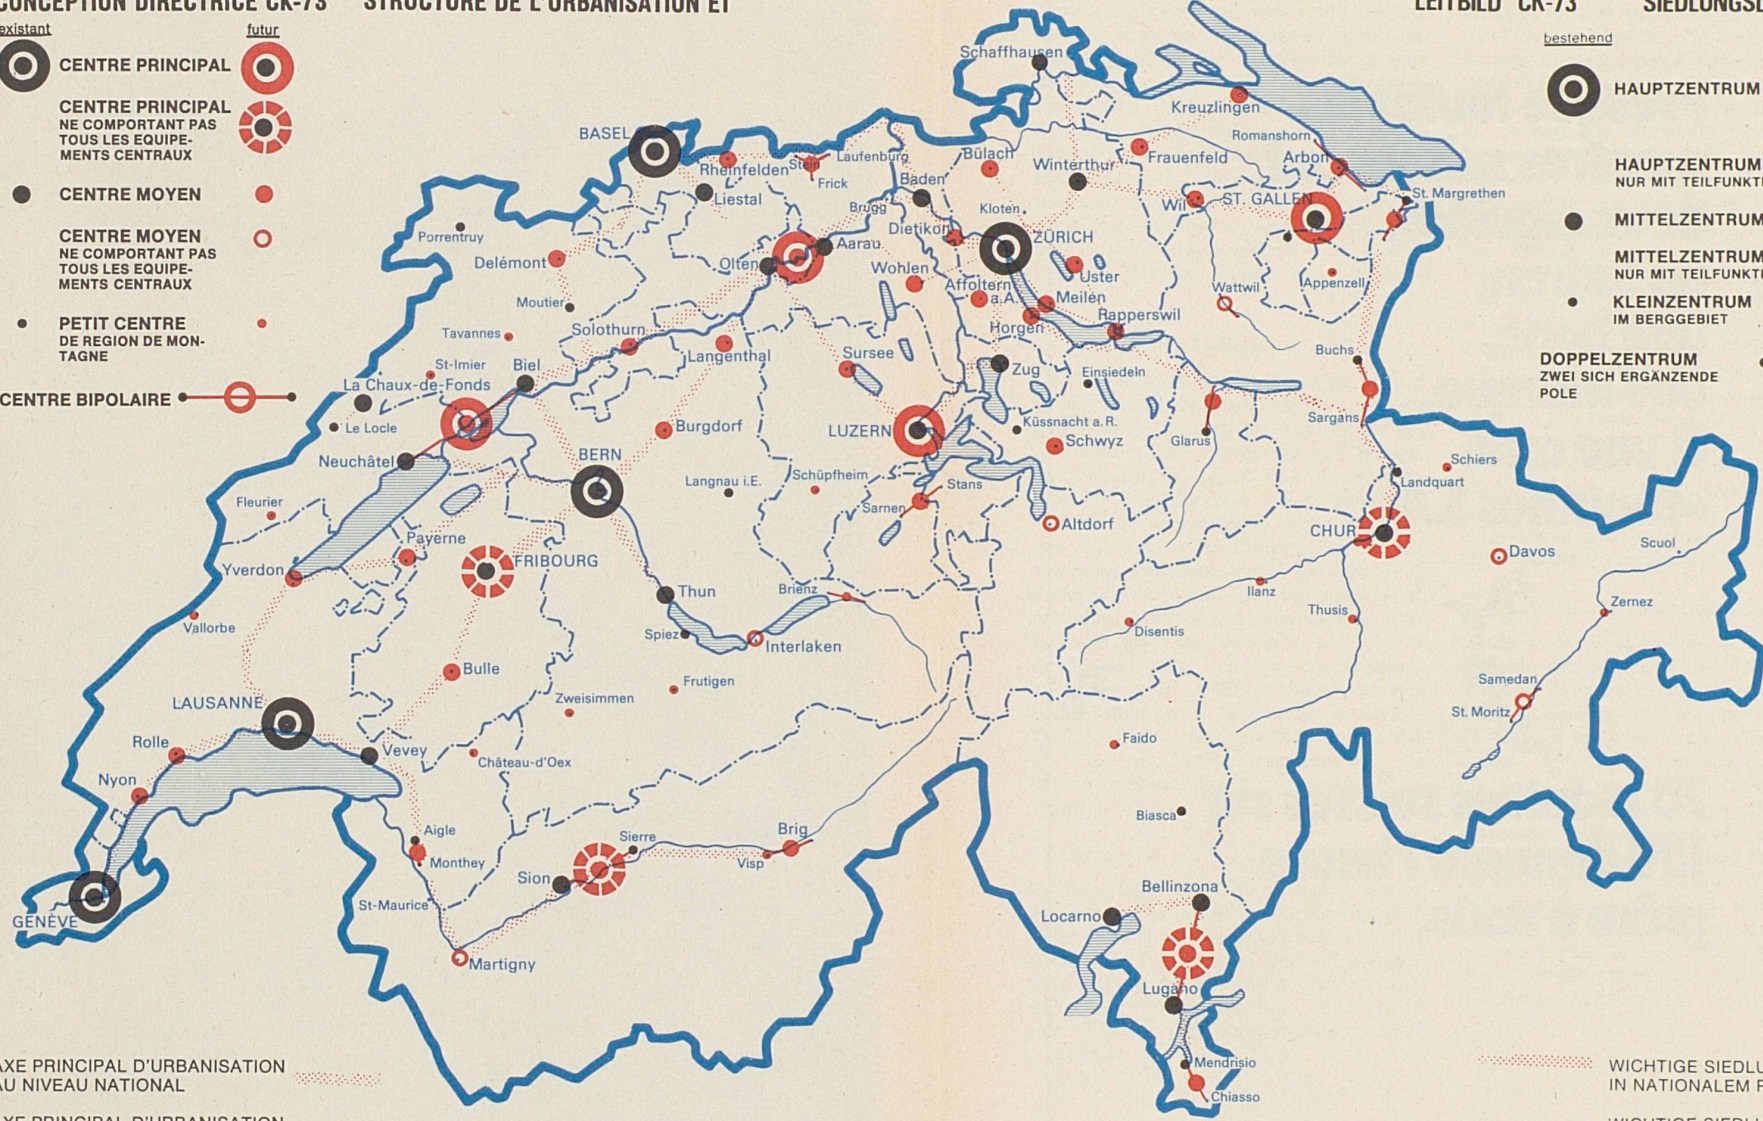 CONCEPTION DIRECTRICE CK-73 STRUCTURE DE L'URBANISATION ET
LEITBILD CK-73
existant
futur
CENTRE PRINCIPAL
CENTRE PRINCIPAL
NE COMPORTANT PAS
TOUS LES EQUIPE-
MENTS CENTRAUX
CENTRE MOYEN
CENTRE MOYEN
NE COMPORTANT PAS
TOUS LES EQUIPE-
MENTS CENTRAUX
PETIT CENTRE
DE REGION DE MON-
TAGNE
CENTRE BIPOLAIRE
bestehend
HAUPTZENTRUM
HAUPTZENTRUM
NUR MIT TEILFUNKTI
MITTELZENTRUM
MITTELZENTRUM
NUR MIT TEILFUNKTI
KLEINZENTRUM
IM BERGGEBIET
DOPPELZENTRUM
ZWEI SICH ERGÄNZENDE
POLE
Schaffhausen
Kreuzlingen
BASEL
Romanshorn
Rheinfelden
Stein
Laufenburg
Frick
Bülach
Winterthur
Frauenfeld
Arbon
Liestal
Baden
Brugg
Kloten
Wil
ST. GALLEN
St. Margrethen
Porrentruy
Dietikon
ZÜRICH
Aarau
Delémont
Olten
Wohlen
Uster
Affoltern
a.A.
Meilen
Wattwil
Appenzell
Moutier
Horgen
Rapperswil
Tavannes
Solothurn
Langenthal
Sursee
Buchs
St-Imier
Biel
Zug
Einsiedeln
La Chaux-de-Fonds
Le Locle
Burgdorf
LUZERN
Küssnacht a.R.
Schwyz
Glarus
Sargans
Neuchâtel
BERN
Schiers
Langnau i.E.
Schüpfheim
Stans
Landquart
Fleurier
Sarnen
Altdorf
CHUR
Davos
Scuol
Payerne
FRIBOURG
Yverdon
Thun
Brienz
Ilanz
Thusis
Zernez
Vallorbe
Spiez
Interlaken
Disentis
Bulle
Frutigen
Samedan
St. Moritz
LAUSANNE
Zweisimmen
Rolle
Vevey
Château-d'Oex
Faido
Nyon
Biasca
Aigle
Monthey
Sierre
Brig
Visp
Sion
Bellinzona
St-Maurice
Locarno
GENÈVE
Martigny
Lugano
Mendrisio
Chiasso
AXE PRINCIPAL D'URBANISATION
AU NIVEAU NATIONAL
AXE PRINCIPAL D'URBANISATION
WICHTIGE SIEDLU
IN NATIONALEM